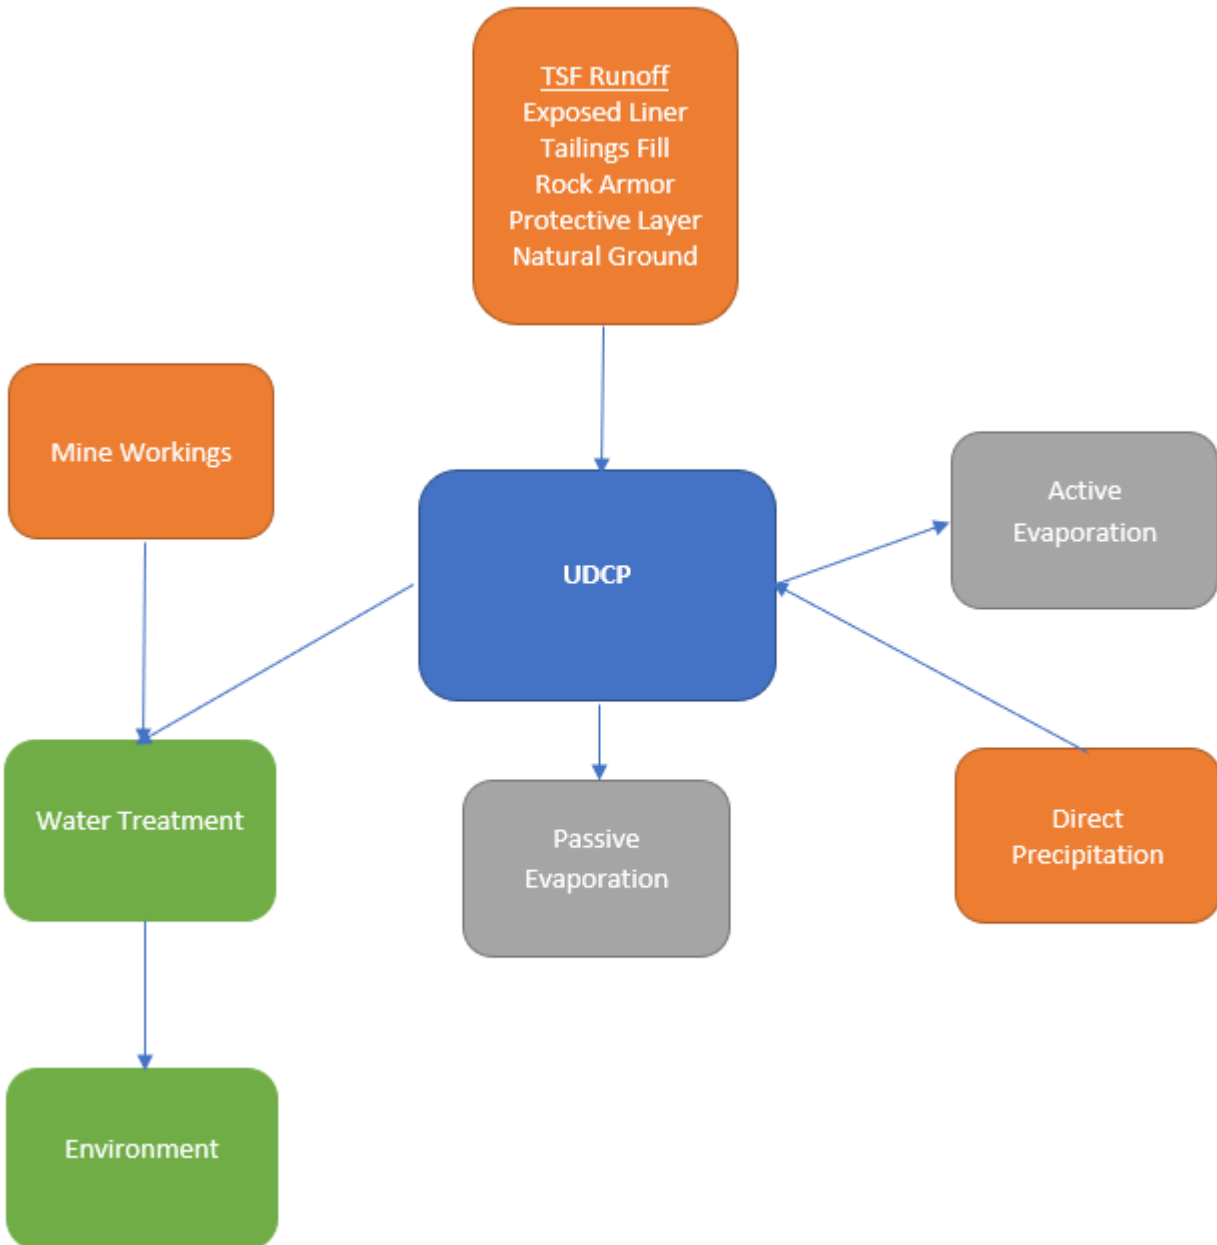 TSF Runoff
Exposed Liner
Tailings Fill
Rock Armor
Protective Layer
Natural Ground
Mine Workings
Active
Evaporation
UDCP
Water Treatment
Passive
Evaporation
Direct
Precipitation
Environment